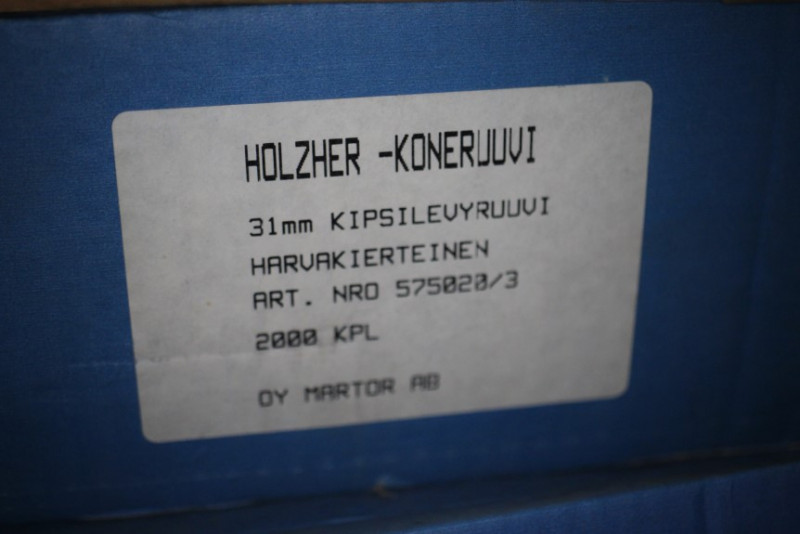 HOLZHER -KONERUUVI
31mm KIPSILEVYRUUVI
HARVAKIERTEINEN
ART. NRO 575020/3
2000 KPL
OY MARTOR AB